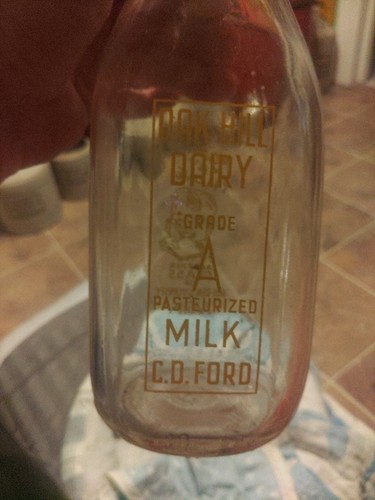 OAK HILL
DAIRY
GRADE
A
PASTEURIZED
MILK
C.D. FORD